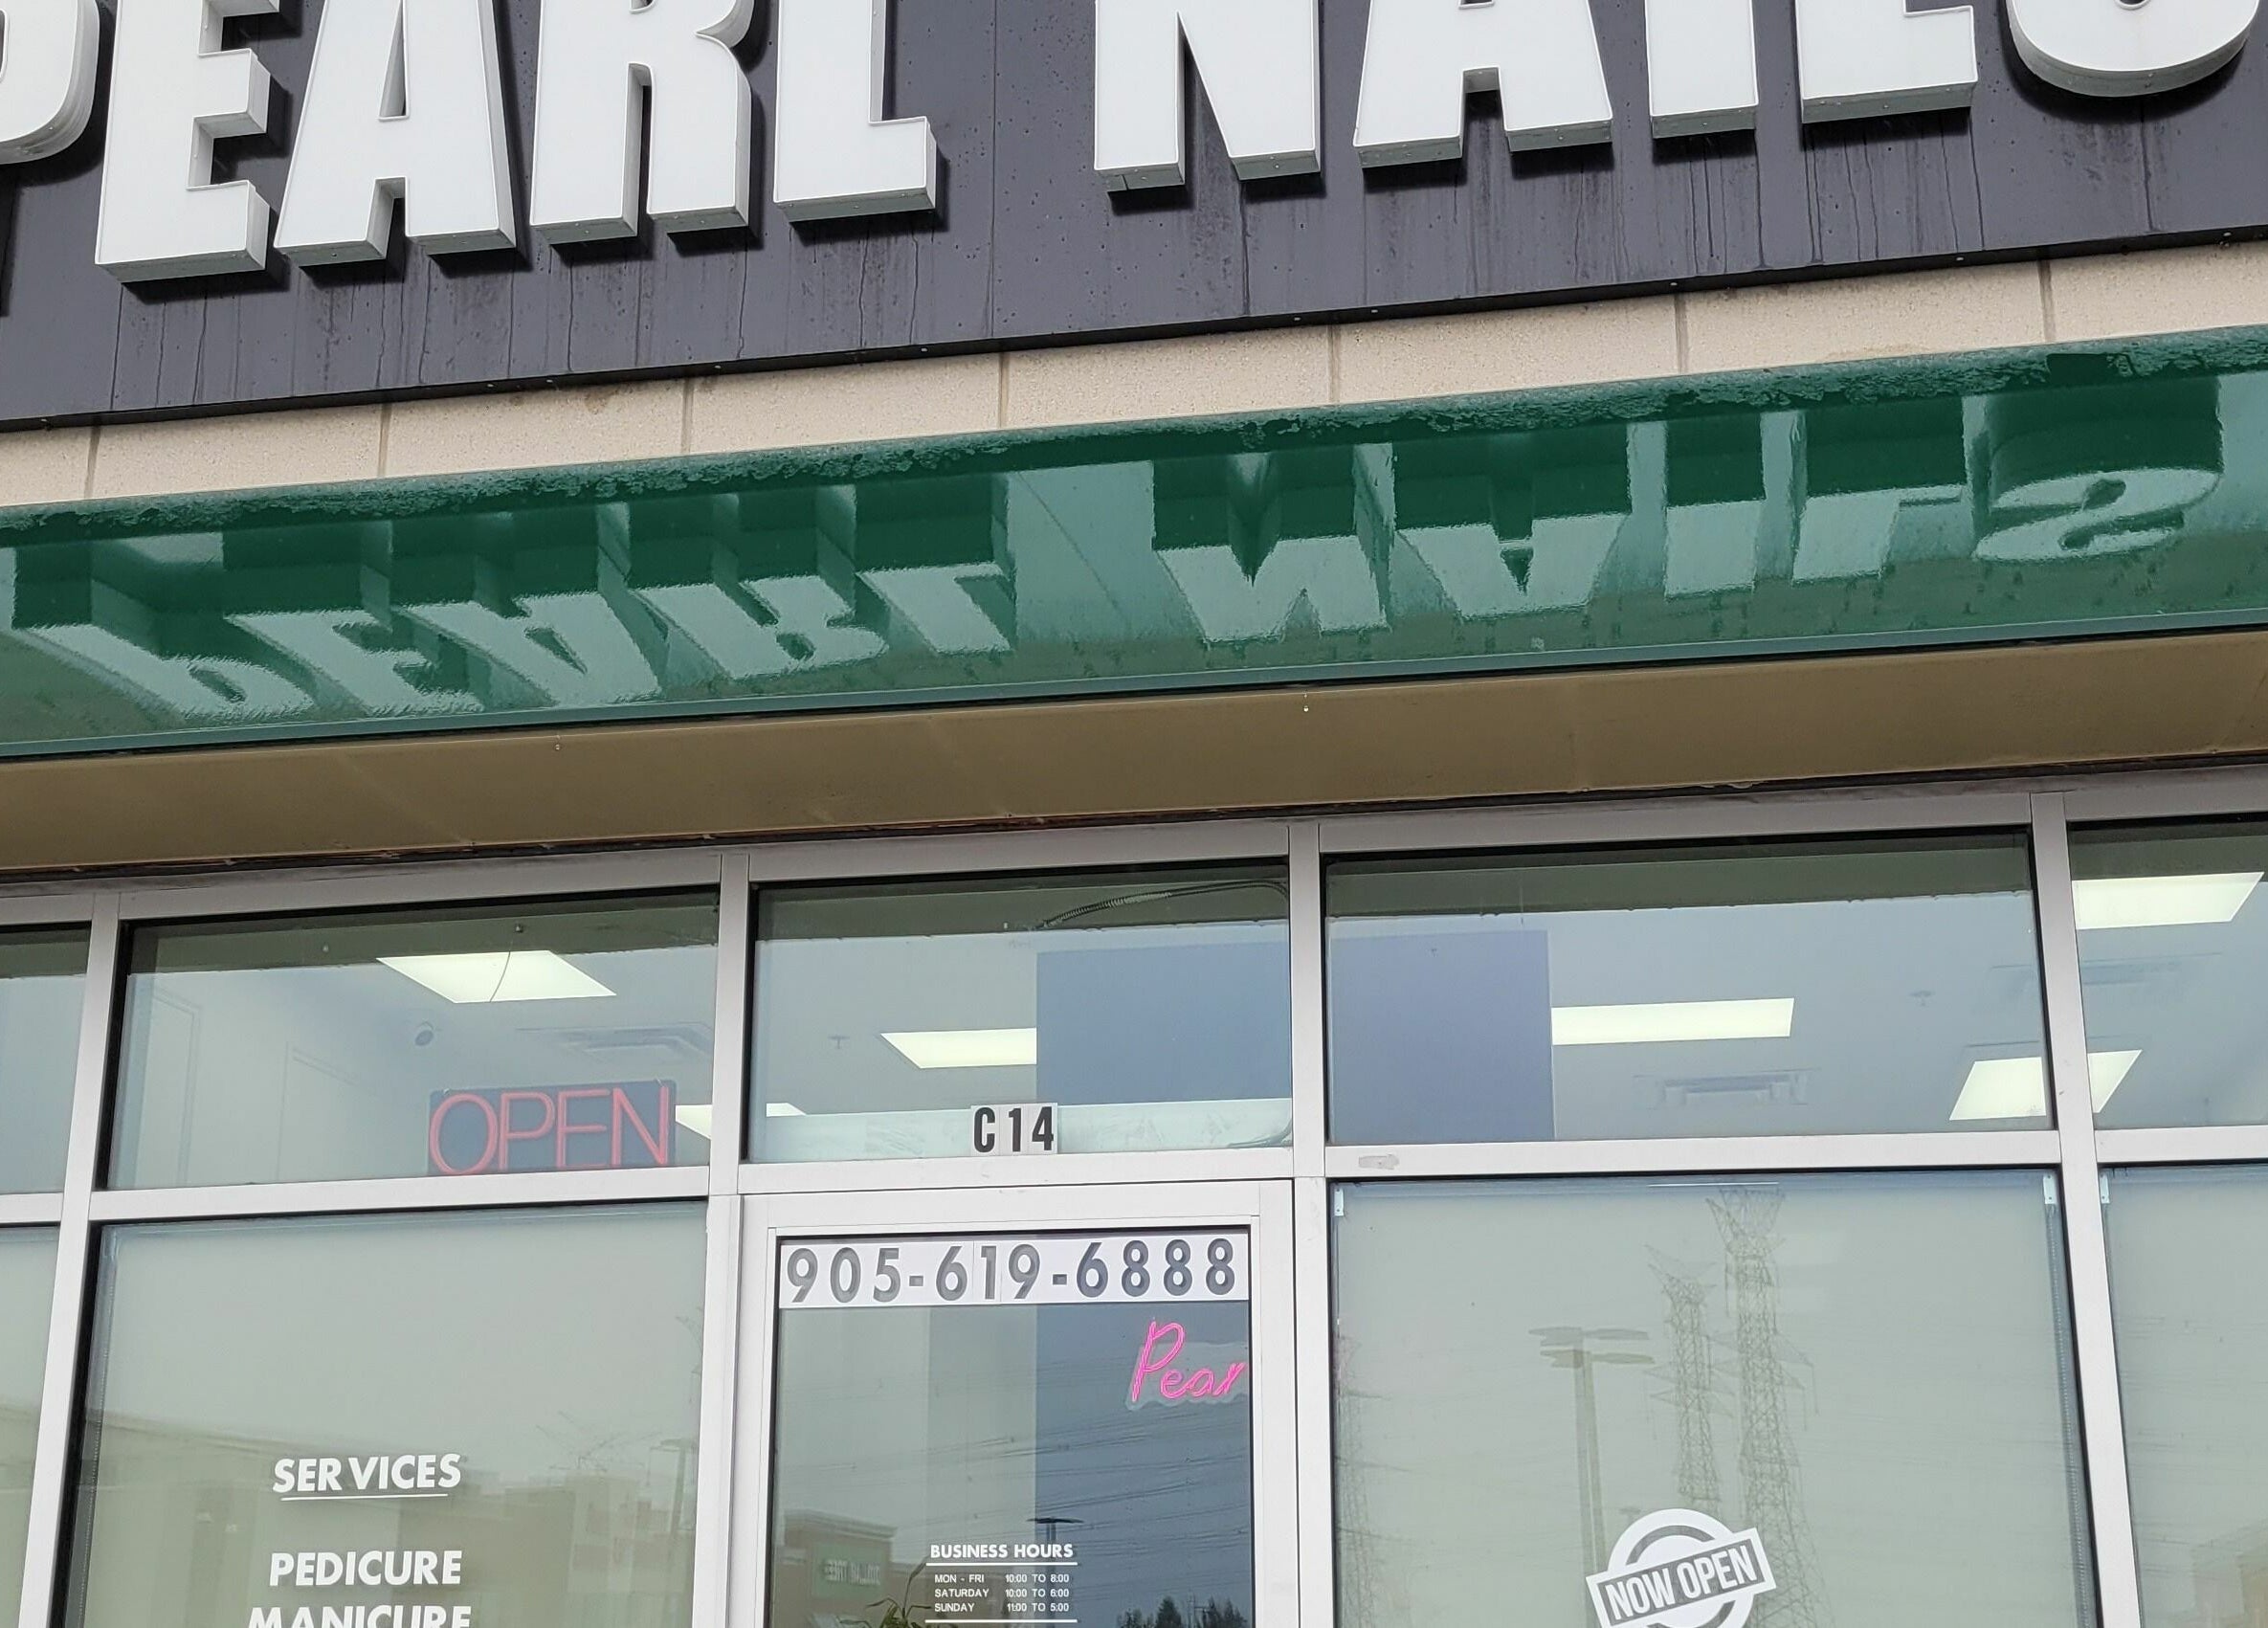 PEARL NAILS
OPEN
C14
905-619-6888
Pear
SERVICES
PEDICURE
MANICURE
BUSINESS HOURS
MON - FRI 10:00 TO 8:00
SATURDAY 10:00 TO 6:00
SUNDAY 11:00 TO 5:00
NOW OPEN